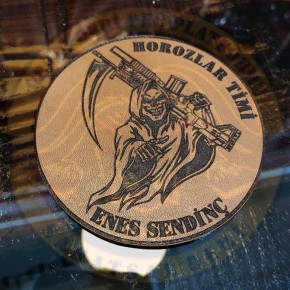 HOROZLAR TİMİ
ENES SENDİNÇ